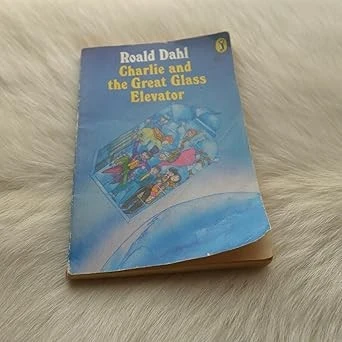 Roald Dahl
Charlie and
the Great Glass
Elevator